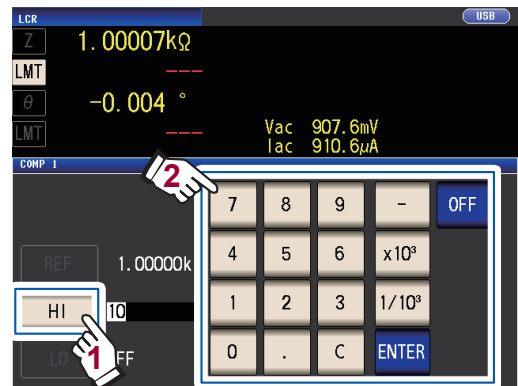 LCR USB
Z 1.00007kΩ
LMT ---
θ -0.004 °
LMT ---
Vac 907.6mV
Iac 910.6μA
COMP 1
2
7 8 9 - OFF
4 5 6 x10³
REF 1.00000k
1 2 3 1/10³
HI 10
0 . C ENTER
LO FF
1